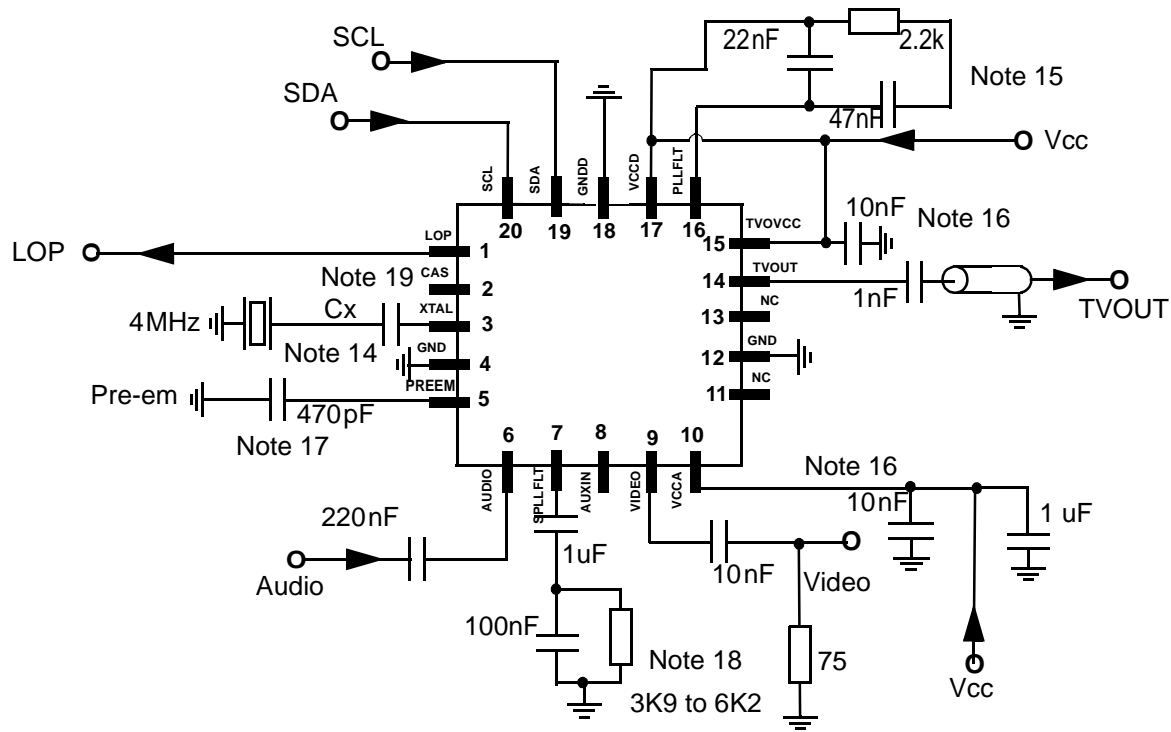 SCL
22nF
2.2k
Note 15
SDA
47nF
Vcc
SCL
SDA
GNDD
VCCD
PLLFLT
20
19
18
17
16
10nF
Note 16
LOP
LOP
1
15
TVOVCC
Note 19
CAS
2
14
TVOUT
1nF
TVOUT
4MHz
Cx
XTAL
3
13
NC
Note 14
GND
4
12
GND
Pre-em
470pF
PREEM
5
11
NC
Note 17
6
7
8
9
10
AUDIO
SPLLFLT
AUXIN
VIDEO
VCCA
Note 16
10nF
1 uF
220nF
Audio
1uF
10nF
Video
100nF
Note 18
3K9 to 6K2
75
Vcc